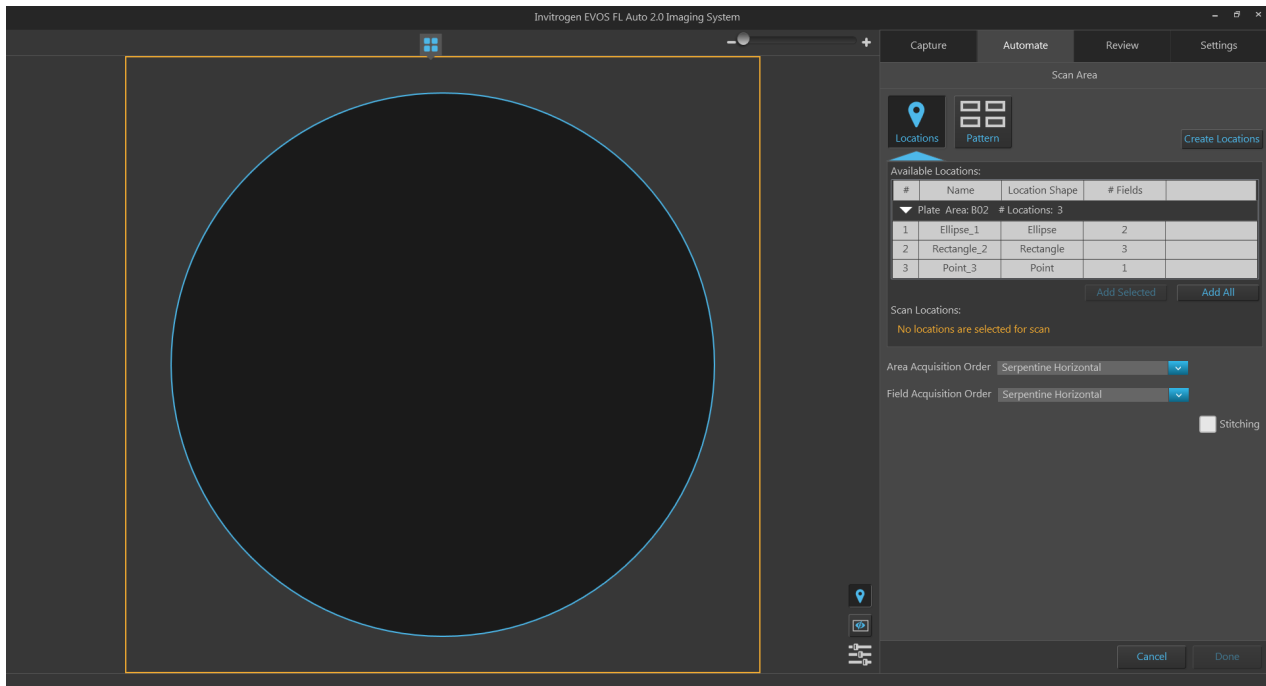 Invitrogen EVOS FL Auto 2.0 Imaging System
Capture Automate Review Settings
Scan Area
Locations Pattern
Create Locations
Available Locations:
# Name Location Shape # Fields
Plate Area: B02 # Locations: 3
1 Ellipse_1 Ellipse 2
2 Rectangle_2 Rectangle 3
3 Point_3 Point 1
Add Selected Add All
Scan Locations:
No locations are selected for scan
Area Acquisition Order Serpentine Horizontal
Field Acquisition Order Serpentine Horizontal
Stitching
Cancel Done